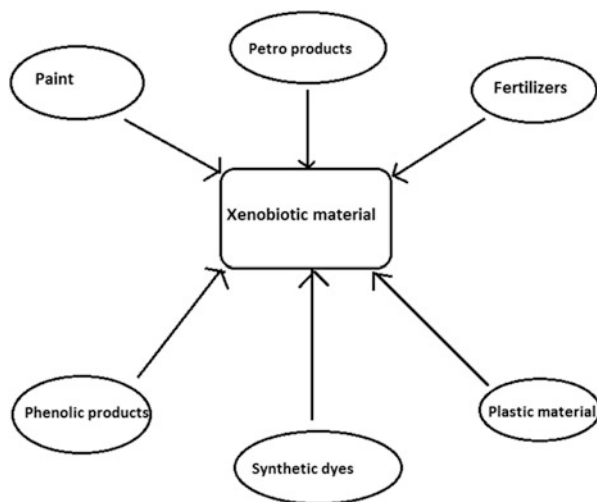 Petro products
Paint
Fertilizers
Xenobiotic material
Phenolic products
Plastic material
Synthetic dyes